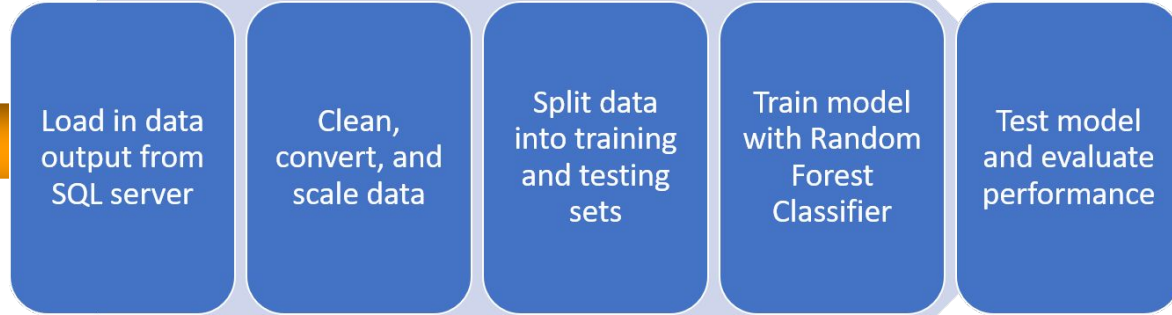 Load in data
output from
SQL server
Clean,
convert, and
scale data
Split data
into training
and testing
sets
Train model
with Random
Forest
Classifier
Test model
and evaluate
performance